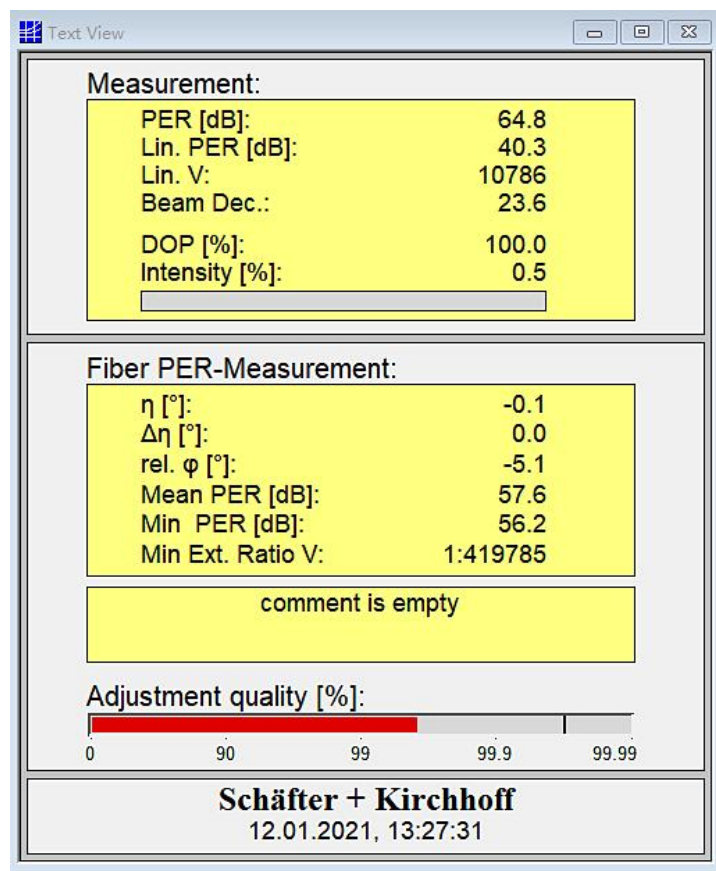 Text View
Measurement:
PER [dB]: 64.8
Lin. PER [dB]: 40.3
Lin. V: 10786
Beam Dec.: 23.6
DOP [%]: 100.0
Intensity [%]: 0.5
Fiber PER-Measurement:
η [°]: -0.1
Δη [°]: 0.0
rel. φ [°]: -5.1
Mean PER [dB]: 57.6
Min PER [dB]: 56.2
Min Ext. Ratio V: 1:419785
comment is empty
Adjustment quality [%]:
0 90 99 99.9 99.99
Schäfter + Kirchhoff
12.01.2021, 13:27:31